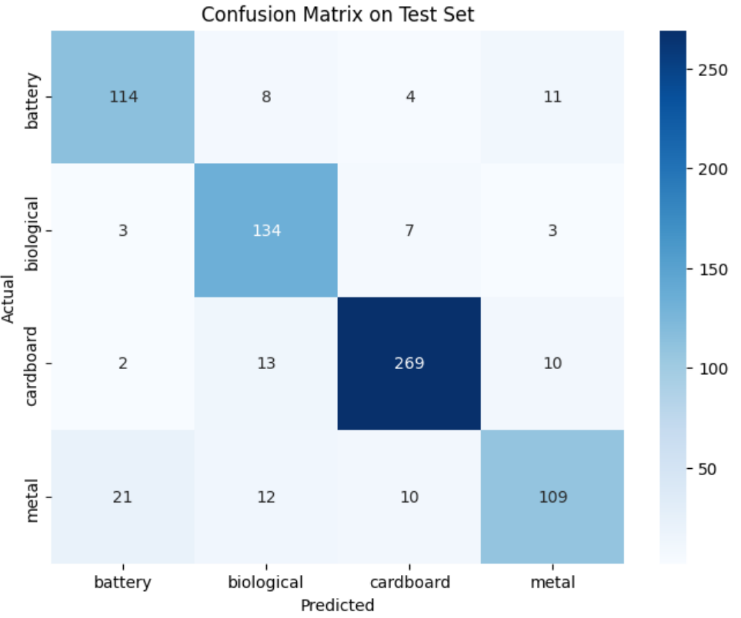 Confusion Matrix on Test Set
battery 114 8 4 11
biological 3 134 7 3
cardboard 2 13 269 10
metal 21 12 10 109
battery biological cardboard metal
Predicted
Actual
250
200
150
100
50